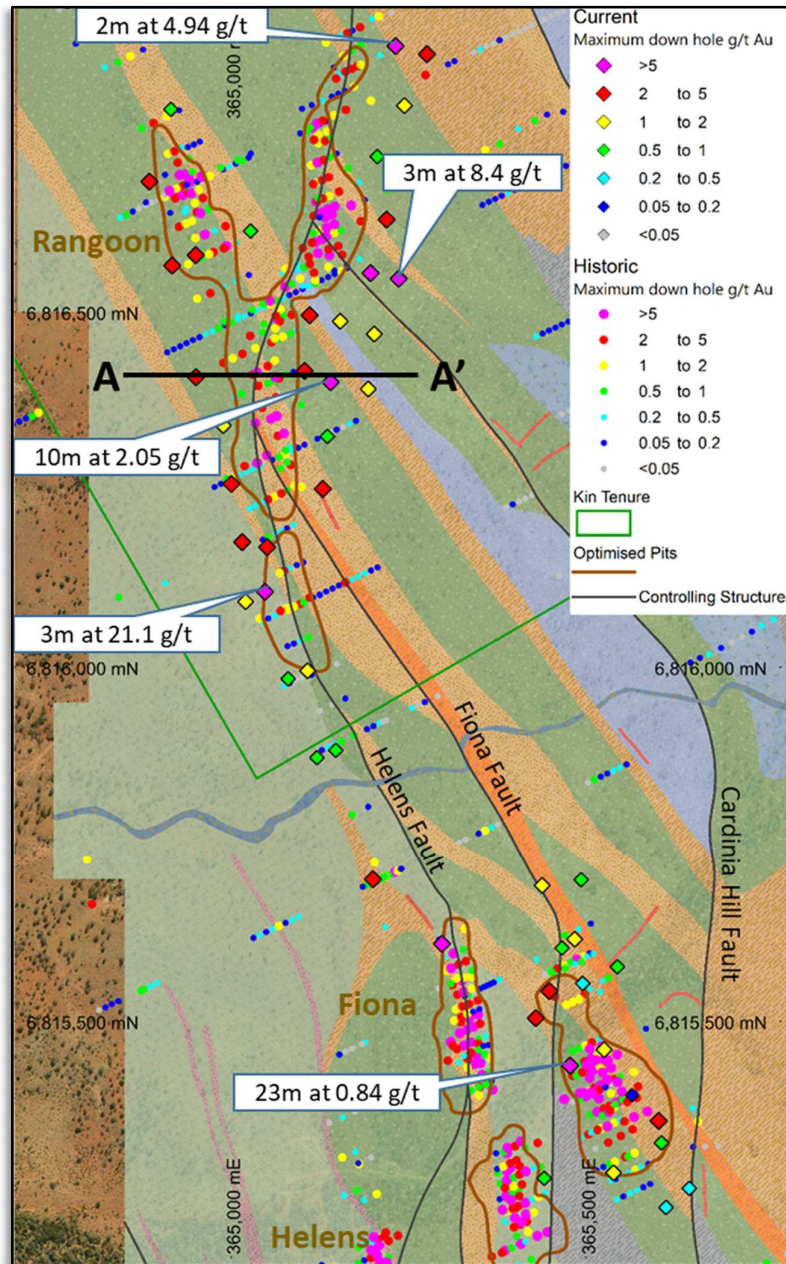 2m at 4.94 g/t
365,000 m
3m at 8.4 g/t
Rangoon
6,816,500 mN
A
A’
10m at 2.05 g/t
3m at 21.1 g/t
6,816,000 mN
6,816,000 mN
Fiona Fault
Helens Fault
Cardinia Hill Fault
Fiona
6,815,500 mN
6,815,500 mN
23m at 0.84 g/t
365,000 mE
365,500 mE
Helens
Current
Maximum down hole g/t Au
>5
2 to 5
1 to 2
0.5 to 1
0.2 to 0.5
0.05 to 0.2
<0.05
Historic
Maximum down hole g/t Au
>5
2 to 5
1 to 2
0.5 to 1
0.2 to 0.5
0.05 to 0.2
<0.05
Kin Tenure
Optimised Pits
Controlling Structure